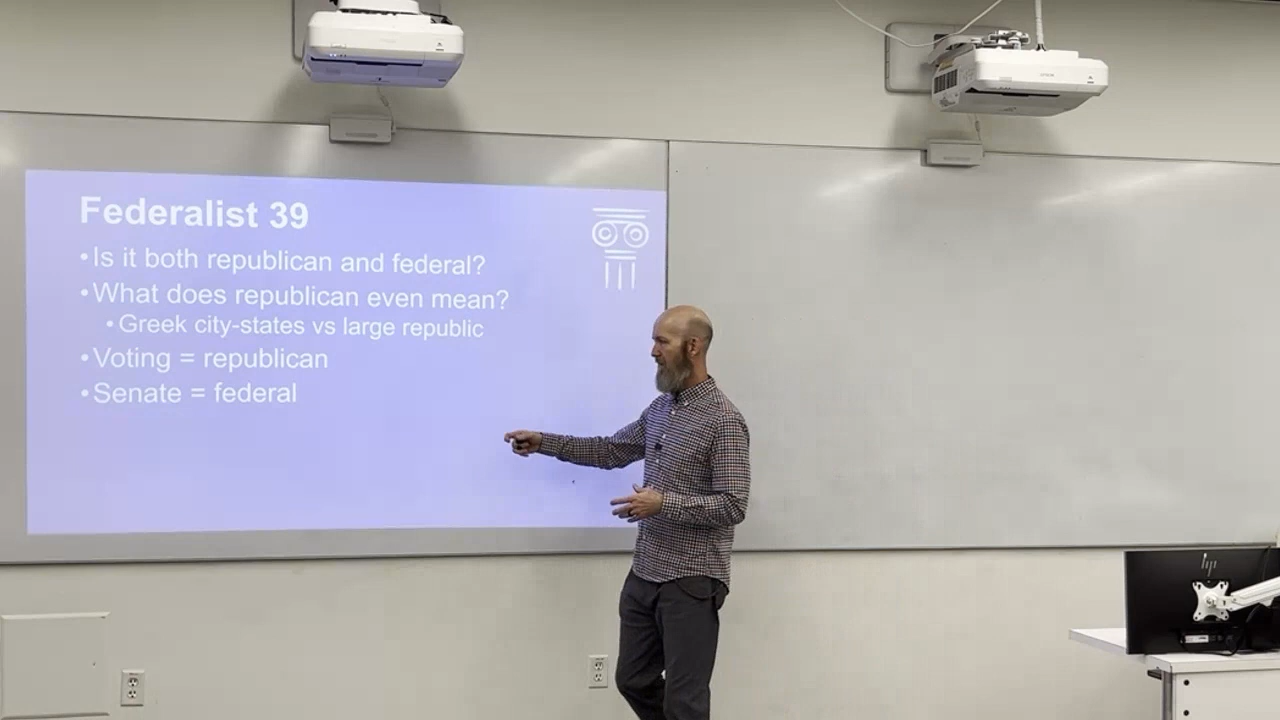 Federalist 39
•Is it both republican and federal?
•What does republican even mean?
•Greek city-states vs large republic
•Voting = republican
•Senate = federal
hp